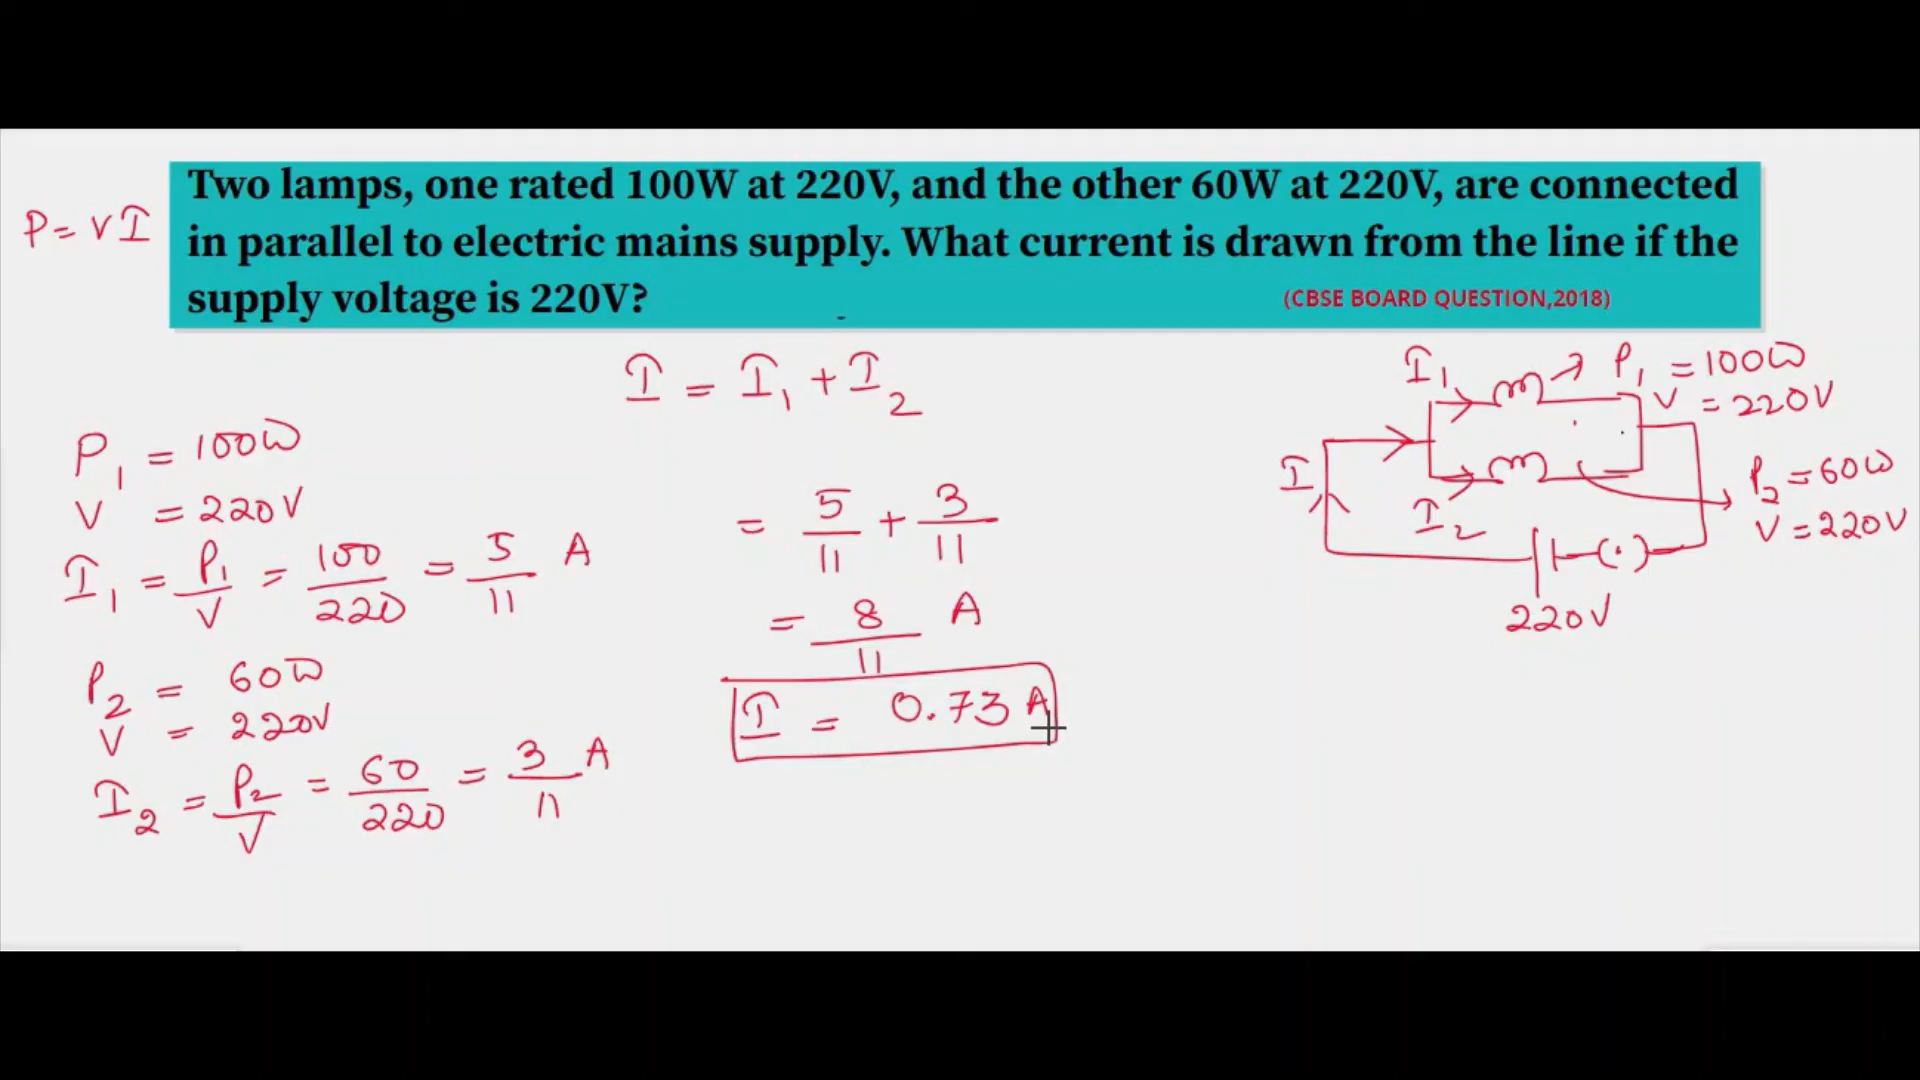 P = VI
Two lamps, one rated 100W at 220V, and the other 60W at 220V, are connected
in parallel to electric mains supply. What current is drawn from the line if the
supply voltage is 220V?
(CBSE BOARD QUESTION,2018)
P₁ = 100W
V = 220V
I₁ = P₁/V = 100/220 = 5/11 A
P₂ = 60W
V = 220V
I₂ = P₂/V = 60/220 = 3/11 A
I = I₁ + I₂
= 5/11 + 3/11
= 8/11 A
I = 0.73 A
I₁
P₁ = 100W
V = 220V
I
I₂
P₂ = 60W
V = 220V
220V